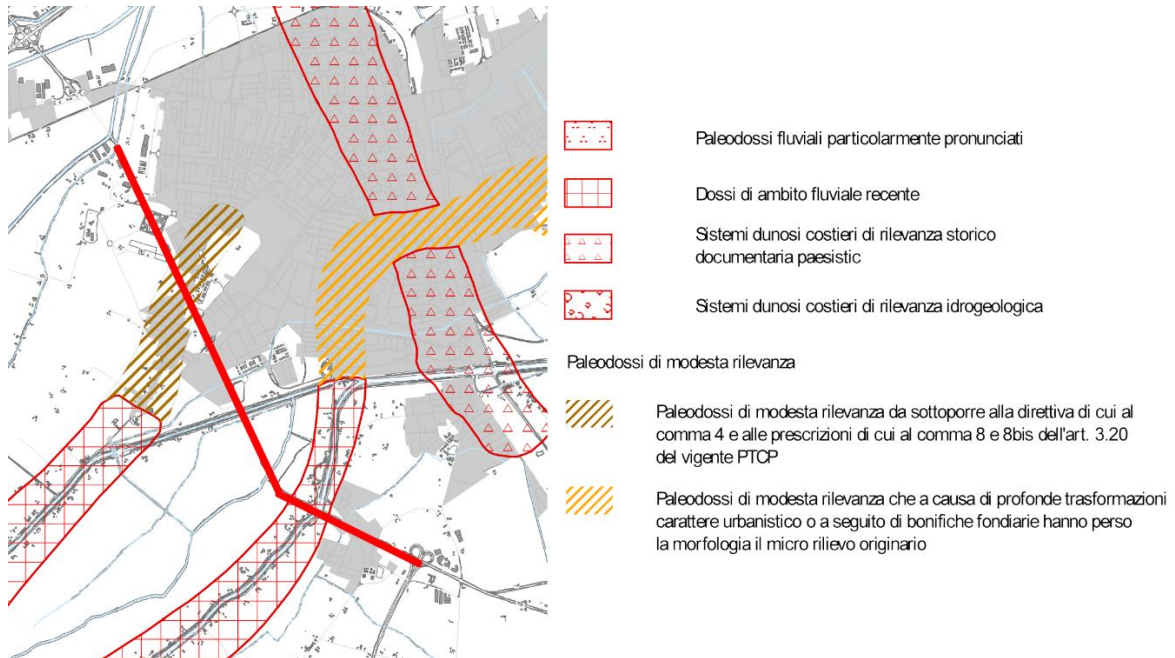 Paleodossi fluviali particolarmente pronunciati
Dossi di ambito fluviale recente
Sistemi dunosi costieri di rilevanza storico
documentaria paesistic
Sistemi dunosi costieri di rilevanza idrogeologica
Paleodossi di modesta rilevanza
Paleodossi di modesta rilevanza da sottoporre alla direttiva di cui al
comma 4 e alle prescrizioni di cui al comma 8 e 8bis dell'art. 3.20
del vigente PTCP
Paleodossi di modesta rilevanza che a causa di profonde trasformazioni
carattere urbanistico o a seguito di bonifiche fondiarie hanno perso
la morfologia il micro rilievo originario